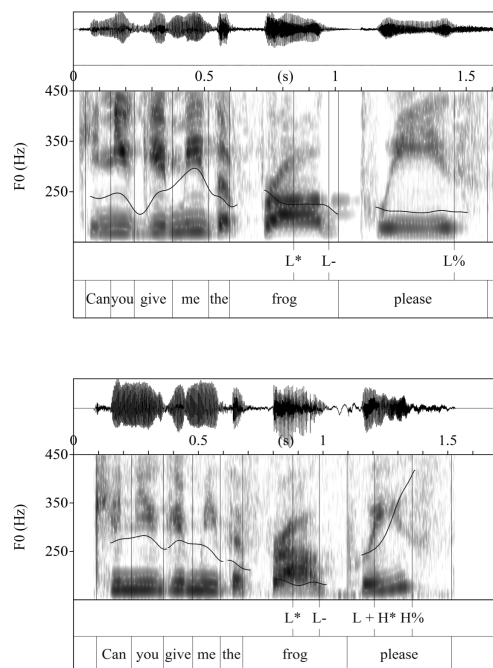 0 0.5 (s) 1 1.5
450
350
250
F0 (Hz)
L* L- L%
Can you give me the frog please
0 0.5 (s) 1 1.5
450
350
250
F0 (Hz)
L* L- L + H* H%
Can you give me the frog please